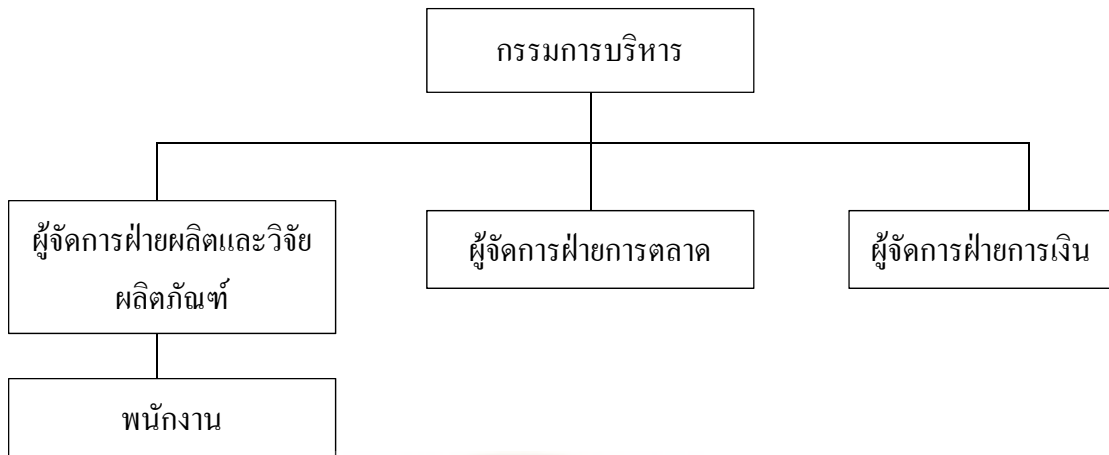 กรรมการบริหาร
ผู้จัดการฝ่ายผลิตและวิจัย
ผลิตภัณฑ์
ผู้จัดการฝ่ายการตลาด
ผู้จัดการฝ่ายการเงิน
พนักงาน